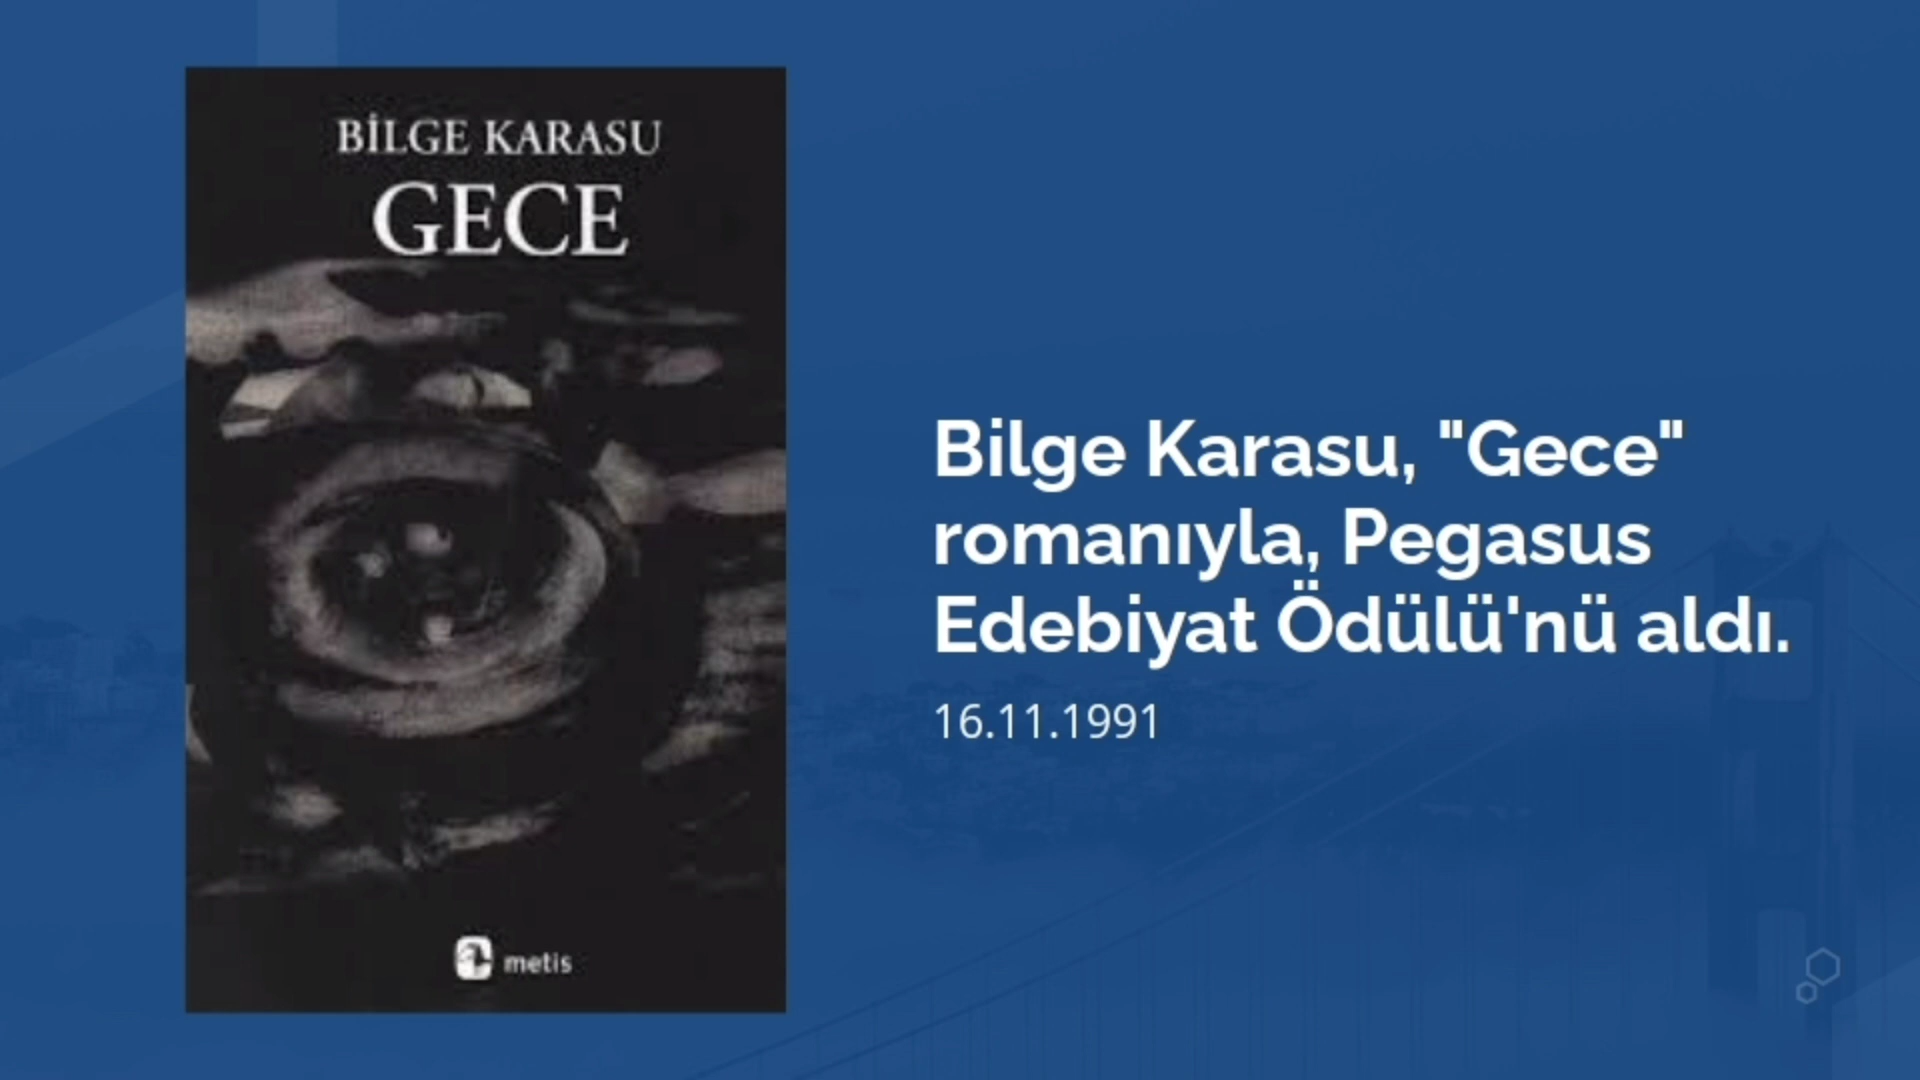 BİLGE KARASU
GECE
metis
Bilge Karasu, "Gece"
romanıyla, Pegasus
Edebiyat Ödülü'nü aldı.
16.11.1991